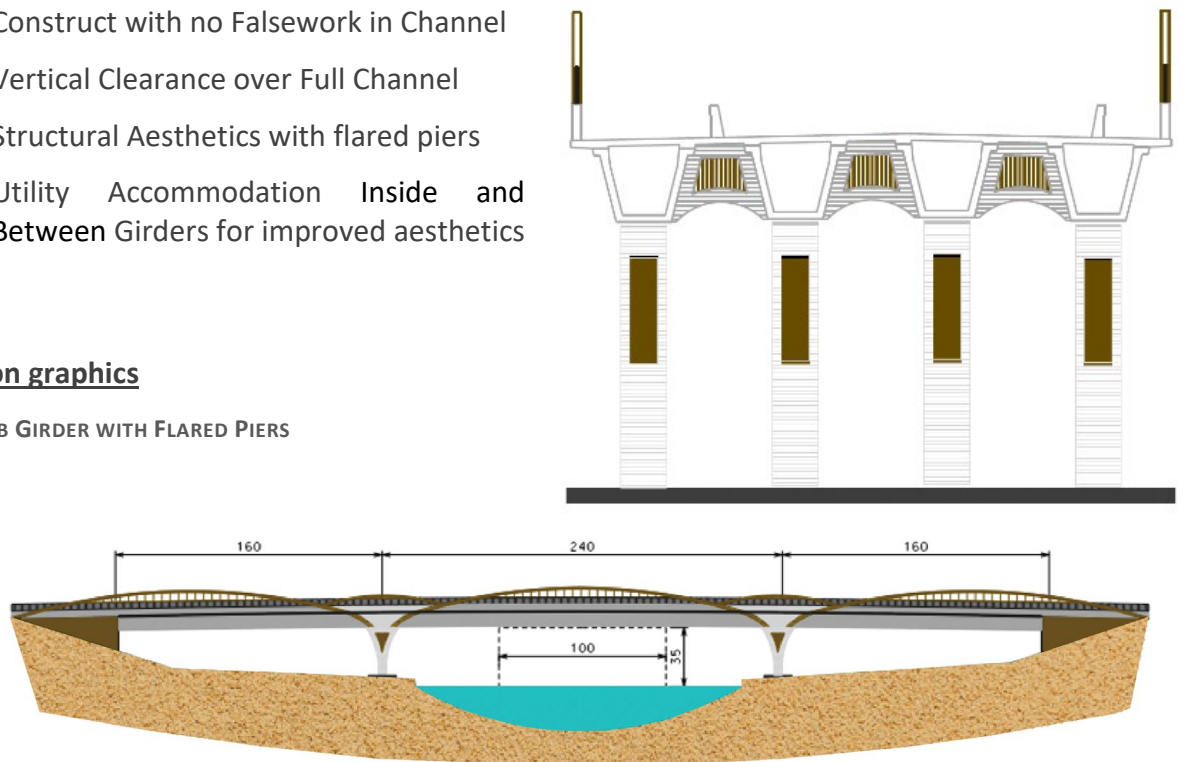 Construct with no Falsework in Channel
Vertical Clearance over Full Channel
Structural Aesthetics with flared piers
Utility Accommodation Inside and
Between Girders for improved aesthetics
on graphics
B GIRDER WITH FLARED PIERS
160 240 160
100
35